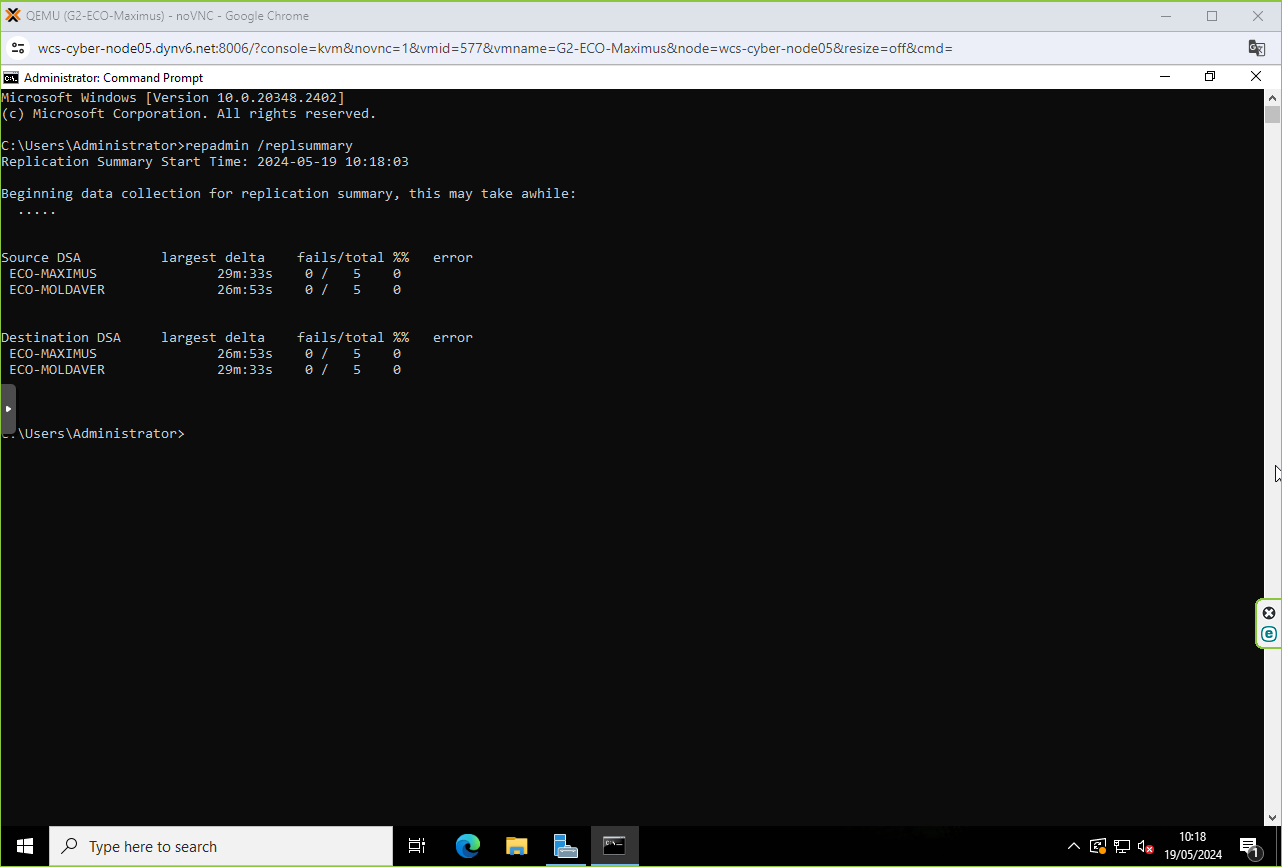 QEMU (G2-ECO-Maximus) - noVNC - Google Chrome
wcs-cyber-node05.dynv6.net:8006/?console=kvm&novnc=1&vmid=577&vmname=G2-ECO-Maximus&node=wcs-cyber-node05&resize=off&cmd=
Administrator: Command Prompt
Microsoft Windows [Version 10.0.20348.2402]
(c) Microsoft Corporation. All rights reserved.
C:\Users\Administrator>repadmin /replsummary
Replication Summary Start Time: 2024-05-19 10:18:03
Beginning data collection for replication summary, this may take awhile:
.....
Source DSA largest delta fails/total %% error
ECO-MAXIMUS 29m:33s 0 / 5 0
ECO-MOLDAVER 26m:53s 0 / 5 0
Destination DSA largest delta fails/total %% error
ECO-MAXIMUS 26m:53s 0 / 5 0
ECO-MOLDAVER 29m:33s 0 / 5 0
C:\Users\Administrator>
Type here to search
10:18
19/05/2024
1